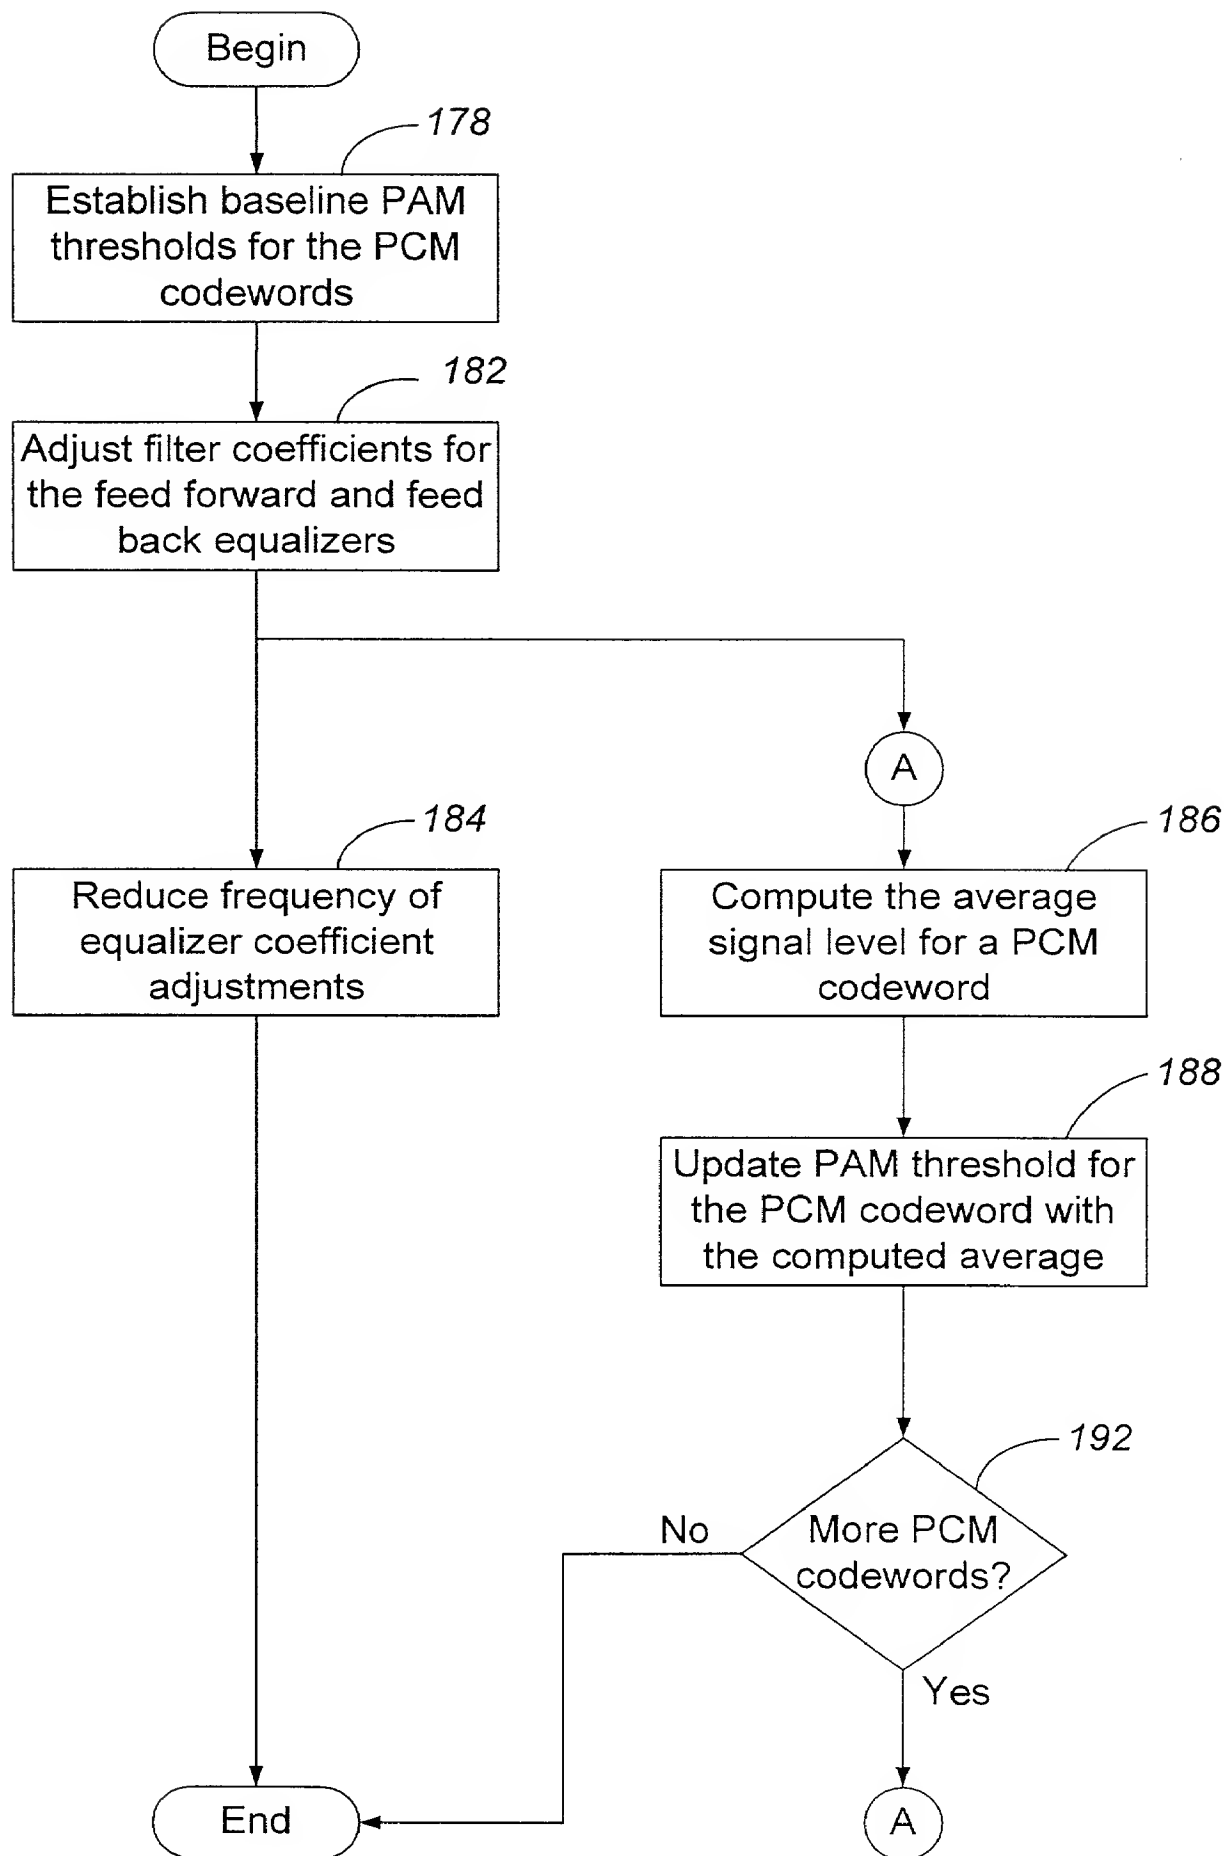 Begin
178
Establish baseline PAM
thresholds for the PCM
codewords
182
Adjust filter coefficients for
the feed forward and feed
back equalizers
A
184
Reduce frequency of
equalizer coefficient
adjustments
186
Compute the average
signal level for a PCM
codeword
188
Update PAM threshold for
the PCM codeword with
the computed average
192
More PCM
codewords?
No
Yes
End
A